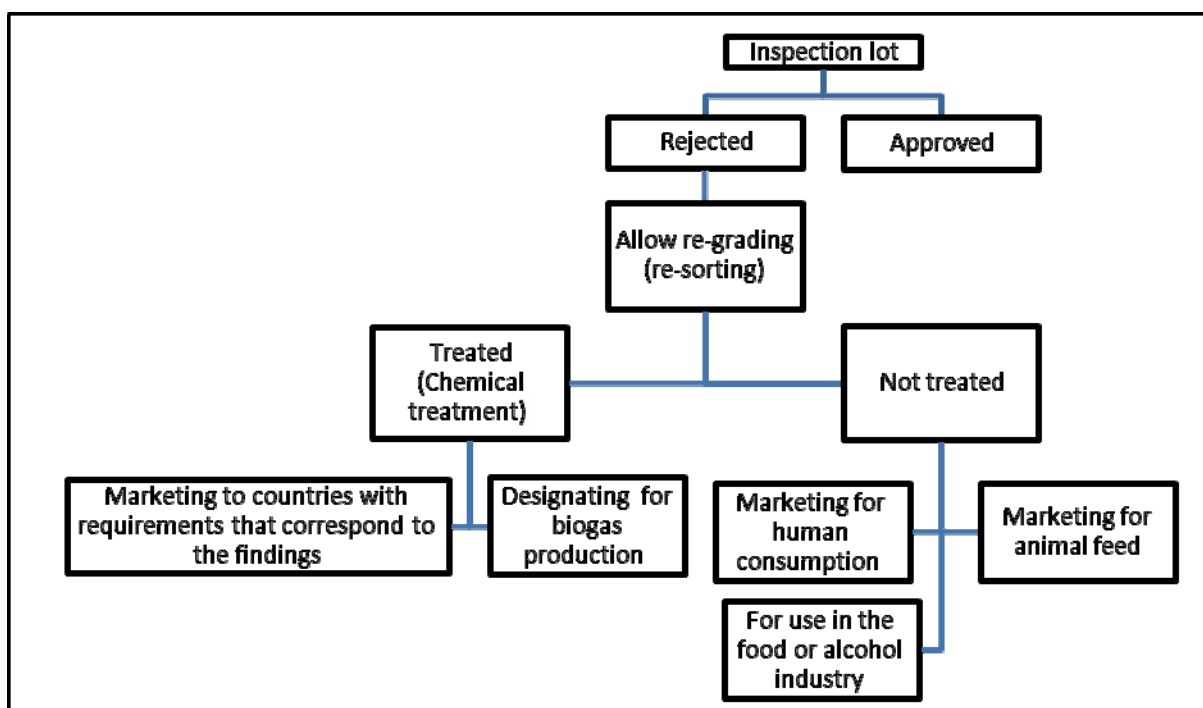 Inspection lot
Rejected
Approved
Allow re-grading
(re-sorting)
Treated
(Chemical
treatment)
Not treated
Marketing to countries with
requirements that correspond to
the findings
Designating for
biogas
production
Marketing for
human
consumption
Marketing for
animal feed
For use in the
food or alcohol
industry